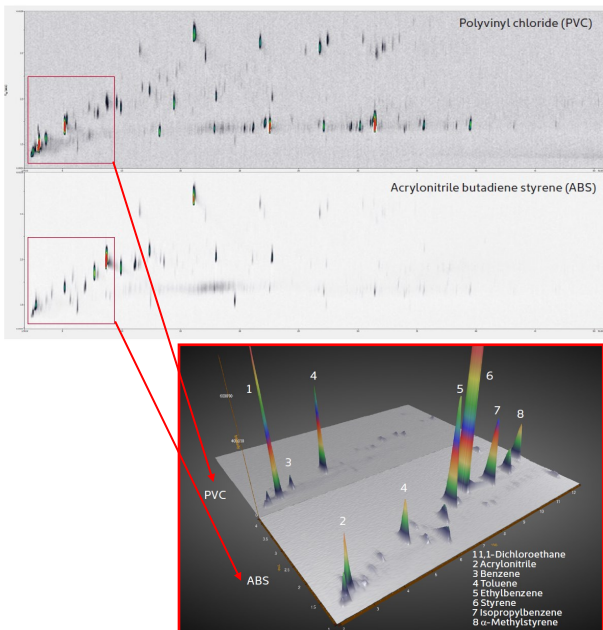 Polyvinyl chloride (PVC)
Acrylonitrile butadiene styrene (ABS)
1
4
3
PVC
6
5
7
8
4
2
ABS
1 1,1-Dichloroethane
2 Acrylonitrile
3 Benzene
4 Toluene
5 Ethylbenzene
6 Styrene
7 Isopropylbenzene
8 α-Methylstyrene